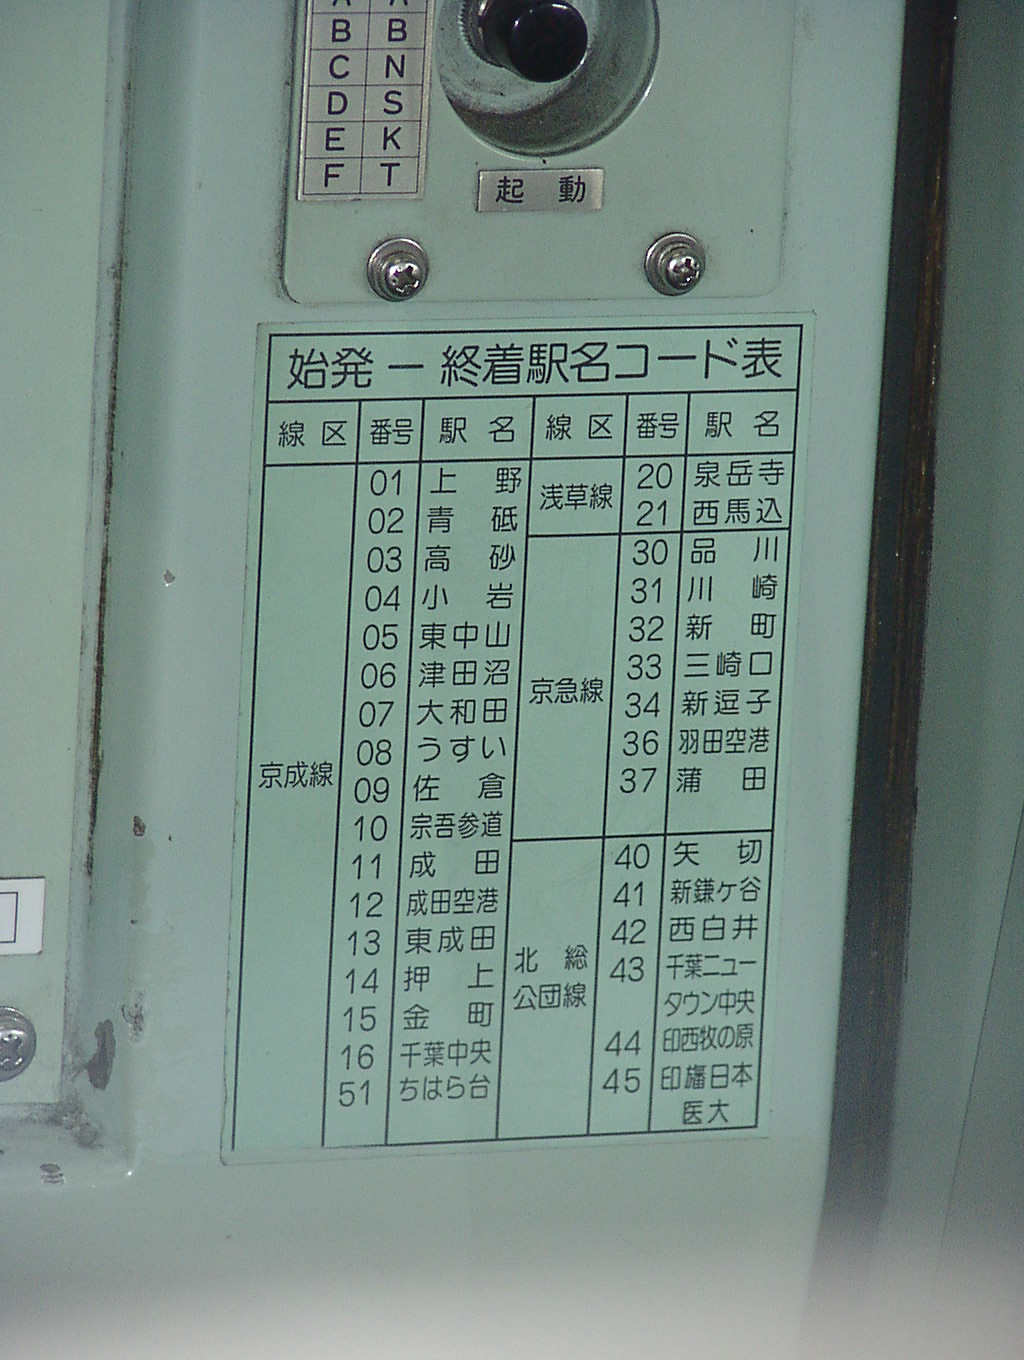 A A
B B
C N
D S
E K
F T
起動
始発ー終着駅名コード表
線区 番号 駅名 線区 番号 駅名
京成線
01 上野
02 青砥
03 高砂
04 小岩
05 東中山
06 津田沼
07 大和田
08 うすい
09 佐倉
10 宗吾参道
11 成田
12 成田空港
13 東成田
14 押上
15 金町
16 千葉中央
51 ちはら台
浅草線
20 泉岳寺
21 西馬込
京急線
30 品川
31 川崎
32 新町
33 三崎口
34 新逗子
36 羽田空港
37 蒲田
北総
公団線
40 矢切
41 新鎌ケ谷
42 西白井
43 千葉ニュー
タウン中央
44 印西牧の原
45 印旛日本
医大